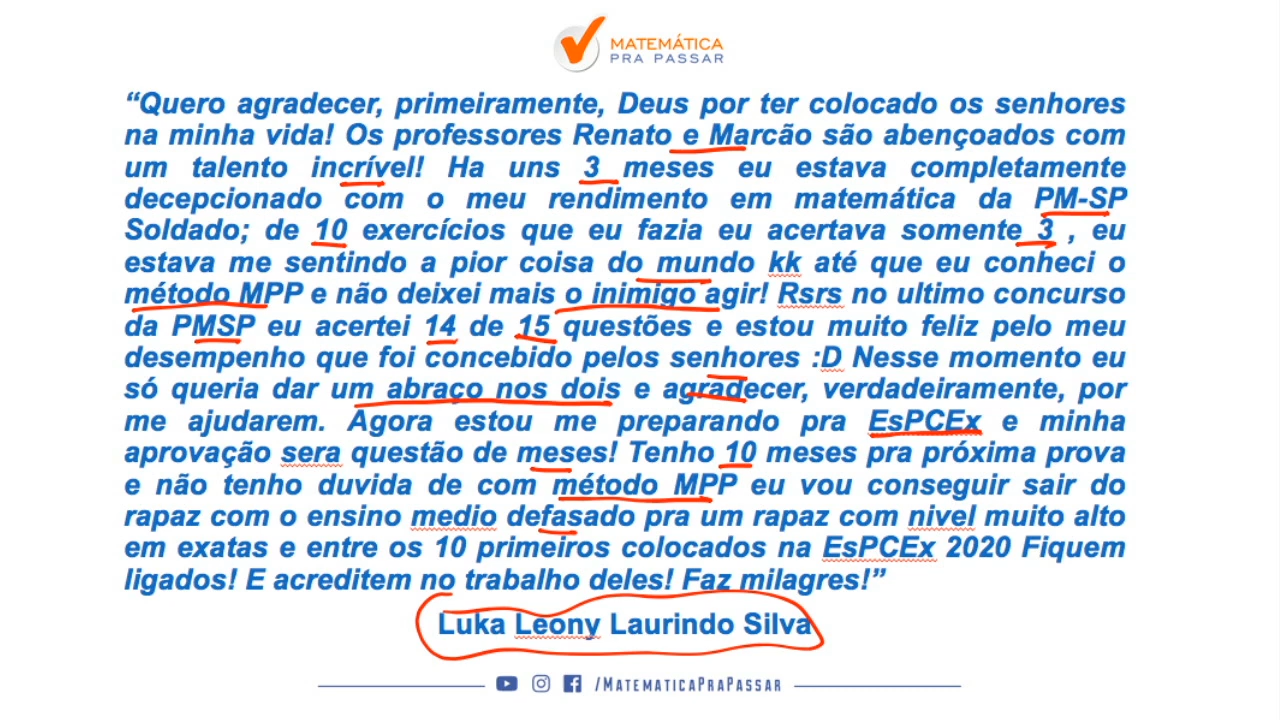 MATEMÁTICA
PRA PASSAR
“Quero agradecer, primeiramente, Deus por ter colocado os senhores
na minha vida! Os professores Renato e Marcão são abençoados com
um talento incrível! Ha uns 3 meses eu estava completamente
decepcionado com o meu rendimento em matemática da PM-SP
Soldado; de 10 exercícios que eu fazia eu acertava somente 3 , eu
estava me sentindo a pior coisa do mundo kk até que eu conheci o
método MPP e não deixei mais o inimigo agir! Rsrs no ultimo concurso
da PMSP eu acertei 14 de 15 questões e estou muito feliz pelo meu
desempenho que foi concebido pelos senhores :D Nesse momento eu
só queria dar um abraço nos dois e agradecer, verdadeiramente, por
me ajudarem. Agora estou me preparando pra EsPCEx e minha
aprovação sera questão de meses! Tenho 10 meses pra próxima prova
e não tenho duvida de com método MPP eu vou conseguir sair do
rapaz com o ensino medio defasado pra um rapaz com nivel muito alto
em exatas e entre os 10 primeiros colocados na EsPCEx 2020 Fiquem
ligados! E acreditem no trabalho deles! Faz milagres!”
Luka Leony Laurindo Silva
/MATEMATICAPRAPASSAR